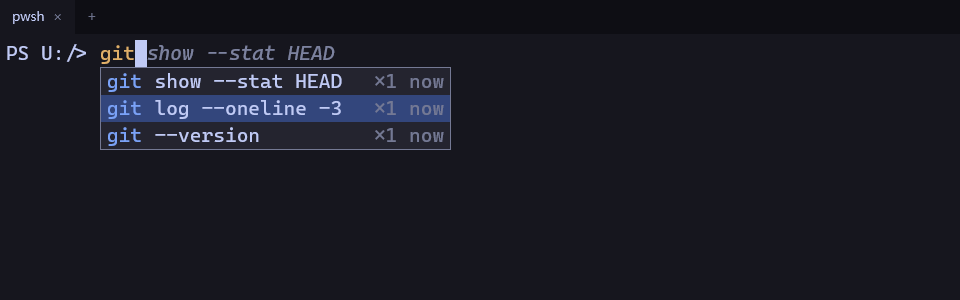 pwsh × +
PS U:/> git show --stat HEAD
git show --stat HEAD ×1 now
git log --oneline -3 ×1 now
git --version ×1 now